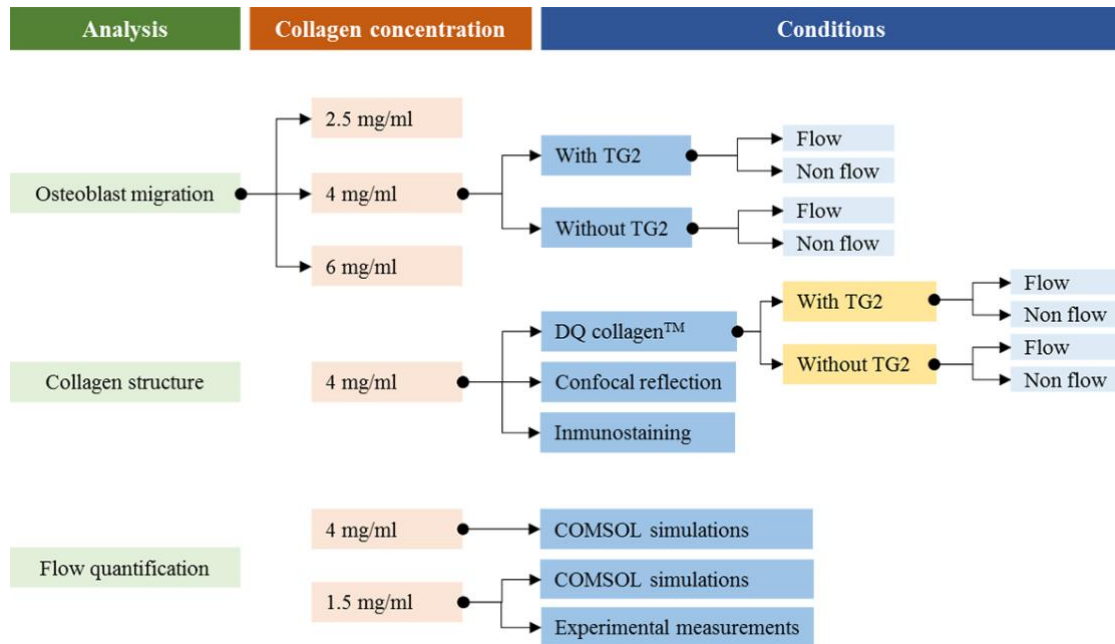 Analysis
Collagen concentration
Conditions
Osteoblast migration
2.5 mg/ml
4 mg/ml
6 mg/ml
With TG2
Flow
Non flow
Without TG2
Flow
Non flow
Collagen structure
4 mg/ml
DQ collagen™
With TG2
Flow
Non flow
Without TG2
Flow
Non flow
Confocal reflection
Inmunostaining
Flow quantification
4 mg/ml
COMSOL simulations
1.5 mg/ml
COMSOL simulations
Experimental measurements